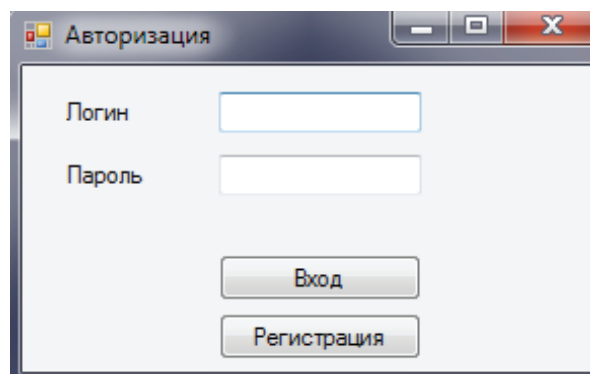 Авторизация
Логин
Пароль
Вход
Регистрация